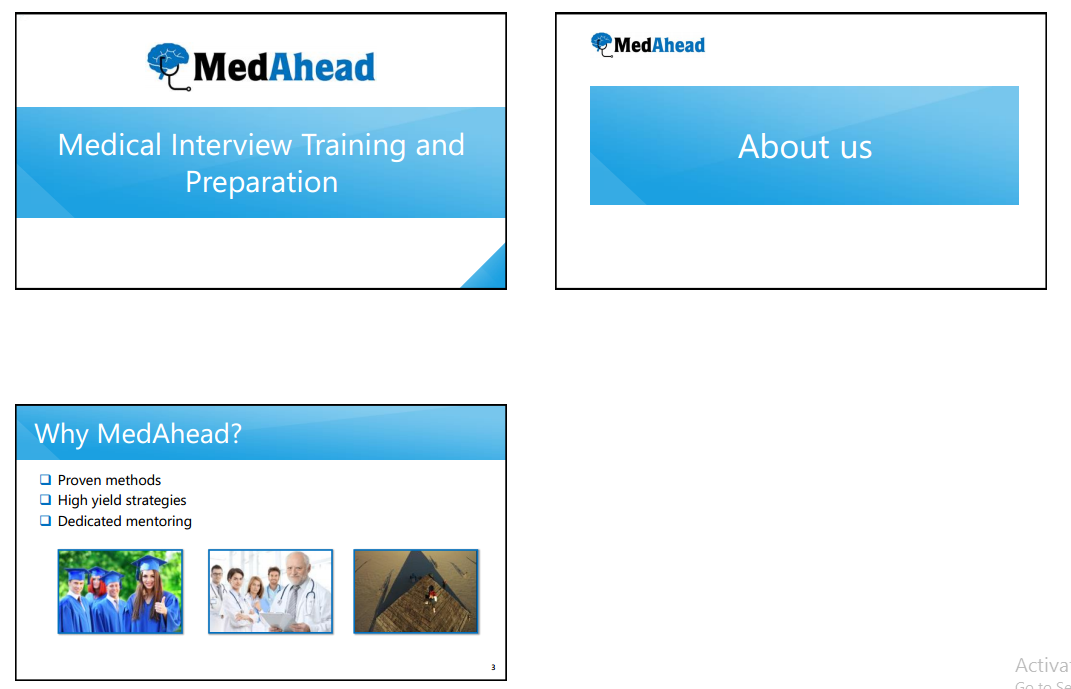 MedAhead
Medical Interview Training and
Preparation
MedAhead
About us
Why MedAhead?
Proven methods
High yield strategies
Dedicated mentoring
3
Activa
Go to Se